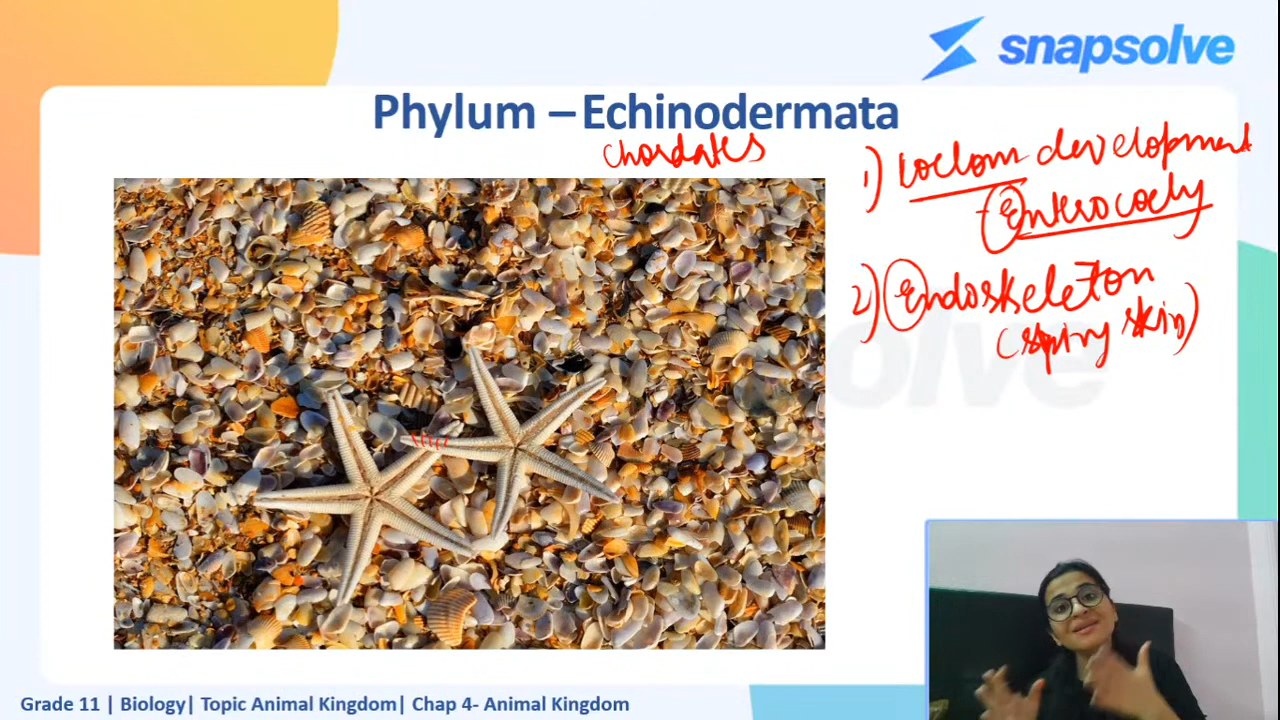 snapsolve
Phylum – Echinodermata
chordates
1) Coelom development
- Enterocoely
2) Endoskeleton
(spiny skin)
Grade 11 | Biology| Topic Animal Kingdom| Chap 4- Animal Kingdom